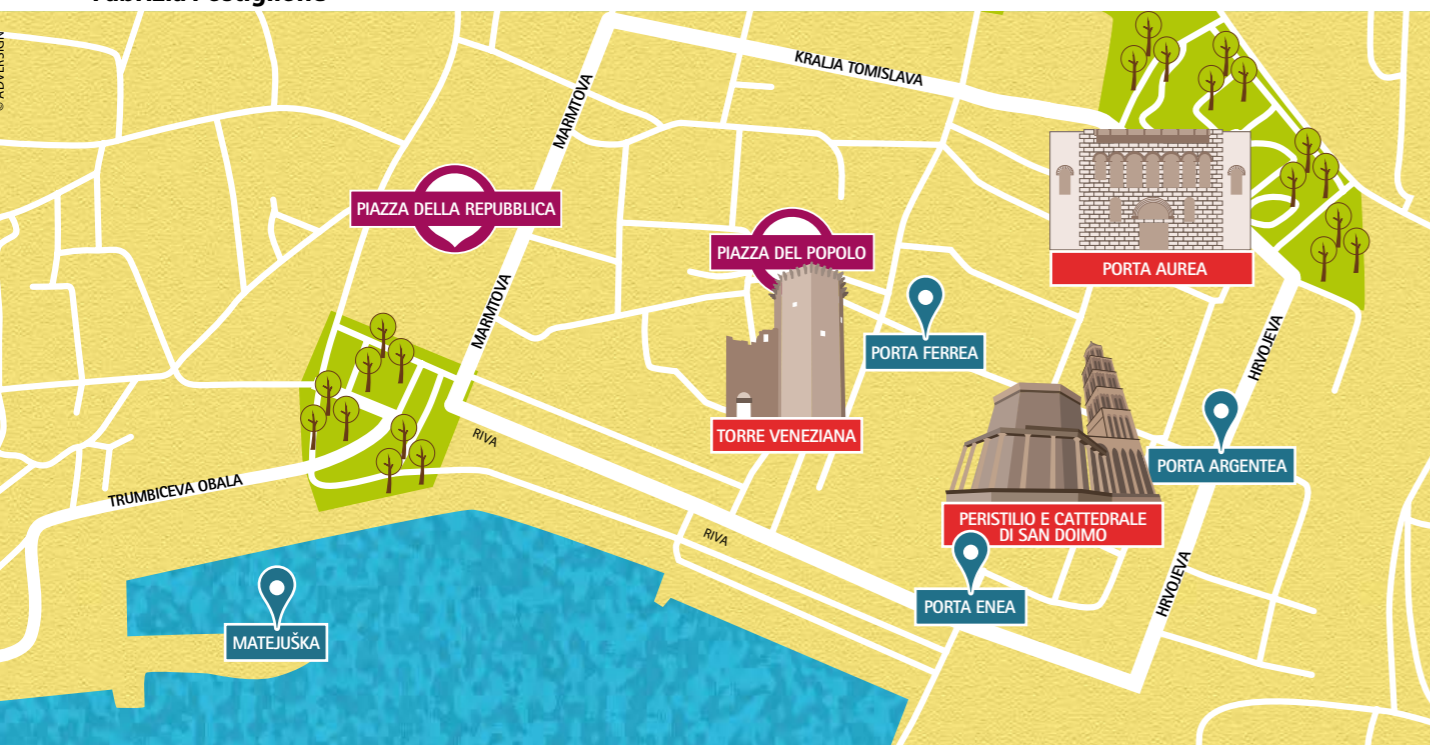 © ADVERSIGN
KRALJA TOMISLAVA
MARMTOVA
PIAZZA DELLA REPUBBLICA
PIAZZA DEL POPOLO
PORTA AUREA
MARMTOVA
PORTA FERREA
HRVOJEVA
TORRE VENEZIANA
RIVA
PORTA ARGENTEA
TRUMBICEVA OBALA
PERISTILIO E CATTEDRALE
DI SAN DOIMO
RIVA
HRVOJEVA
PORTA ENEA
MATEJUŠKA